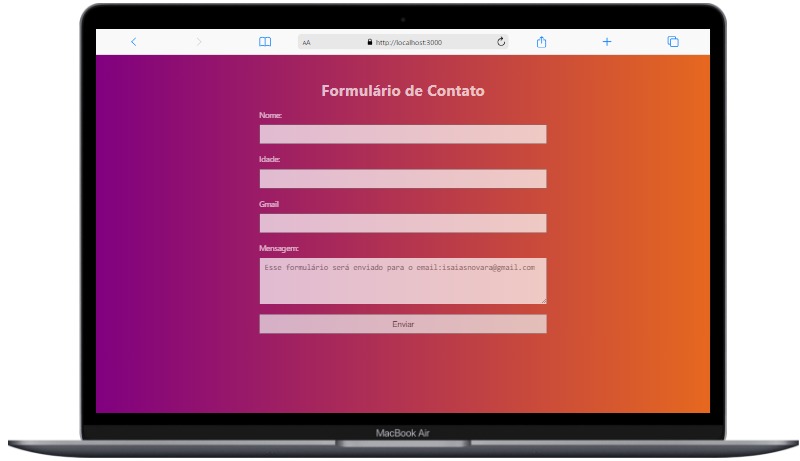 AA
http://localhost:3000
Formulário de Contato
Nome:
Idade:
Gmail
Mensagem:
Esse formulário será enviado para o email:isaiasnovara@gmail.com
Enviar
MacBook Air